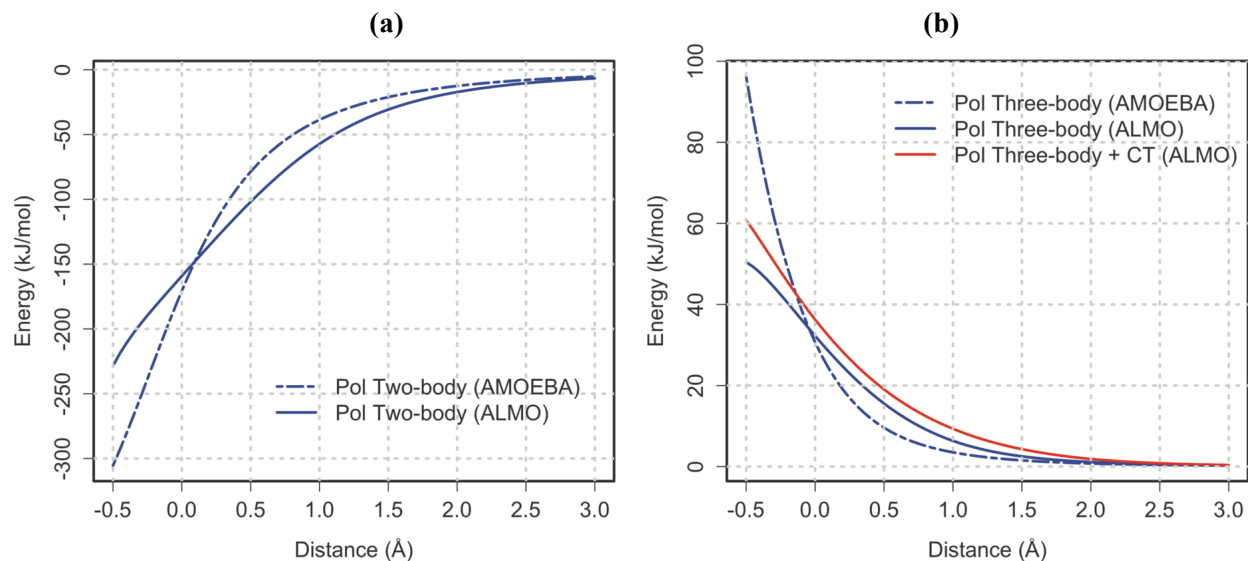 (a)
0
-50
-100
-150
-200
-250
-300
Energy (kJ/mol)
Pol Two-body (AMOEBA)
Pol Two-body (ALMO)
-0.5 0.0 0.5 1.0 1.5 2.0 2.5 3.0
Distance (Å)
(b)
100
80
60
40
20
0
Energy (kJ/mol)
Pol Three-body (AMOEBA)
Pol Three-body (ALMO)
Pol Three-body + CT (ALMO)
-0.5 0.0 0.5 1.0 1.5 2.0 2.5 3.0
Distance (Å)